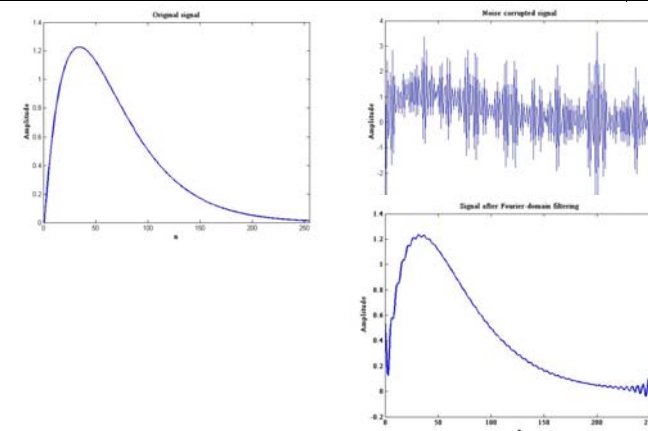 Original signal
1.4
1.2
1
0.8
0.6
0.4
0.2
0
Amplitude
0 50 100 150 200 250
n
Noise corrupted signal
4
3
2
1
0
-2
Amplitude
Signal after Fourier-domain filtering
1.4
1.2
1
0.8
0.6
0.4
0.2
0
-0.2
Amplitude
0 50 100 150 200